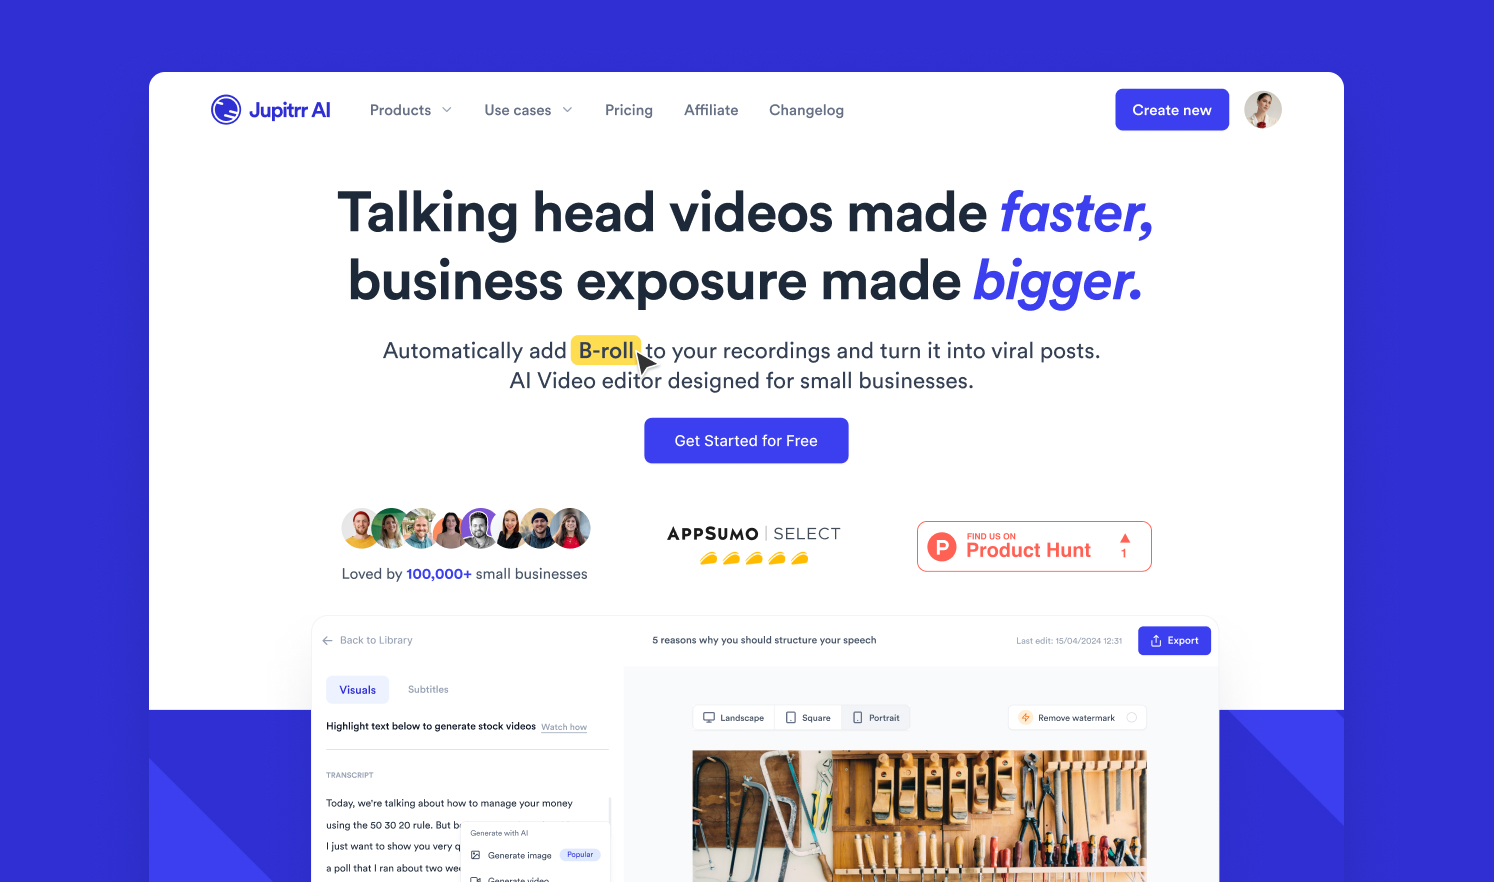 Jupitrr AI
Products
Use cases
Pricing
Affiliate
Changelog
Create new
Talking head videos made faster,
business exposure made bigger.
Automatically add B-roll to your recordings and turn it into viral posts.
AI Video editor designed for small businesses.
Get Started for Free
Loved by 100,000+ small businesses
APPSUMO | SELECT
P
FIND US ON
Product Hunt
1
Back to Library
5 reasons why you should structure your speech
Last edit: 15/04/2024 12:31
Export
Visuals
Subtitles
Highlight text below to generate stock videos Watch how
TRANSCRIPT
Today, we're talking about how to manage your money
using the 50 30 20 rule. But
I just want to show you very
a poll that I ran about two
Generate with AI
Generate image
Popular
Generate video
Landscape
Square
Portrait
Remove watermark